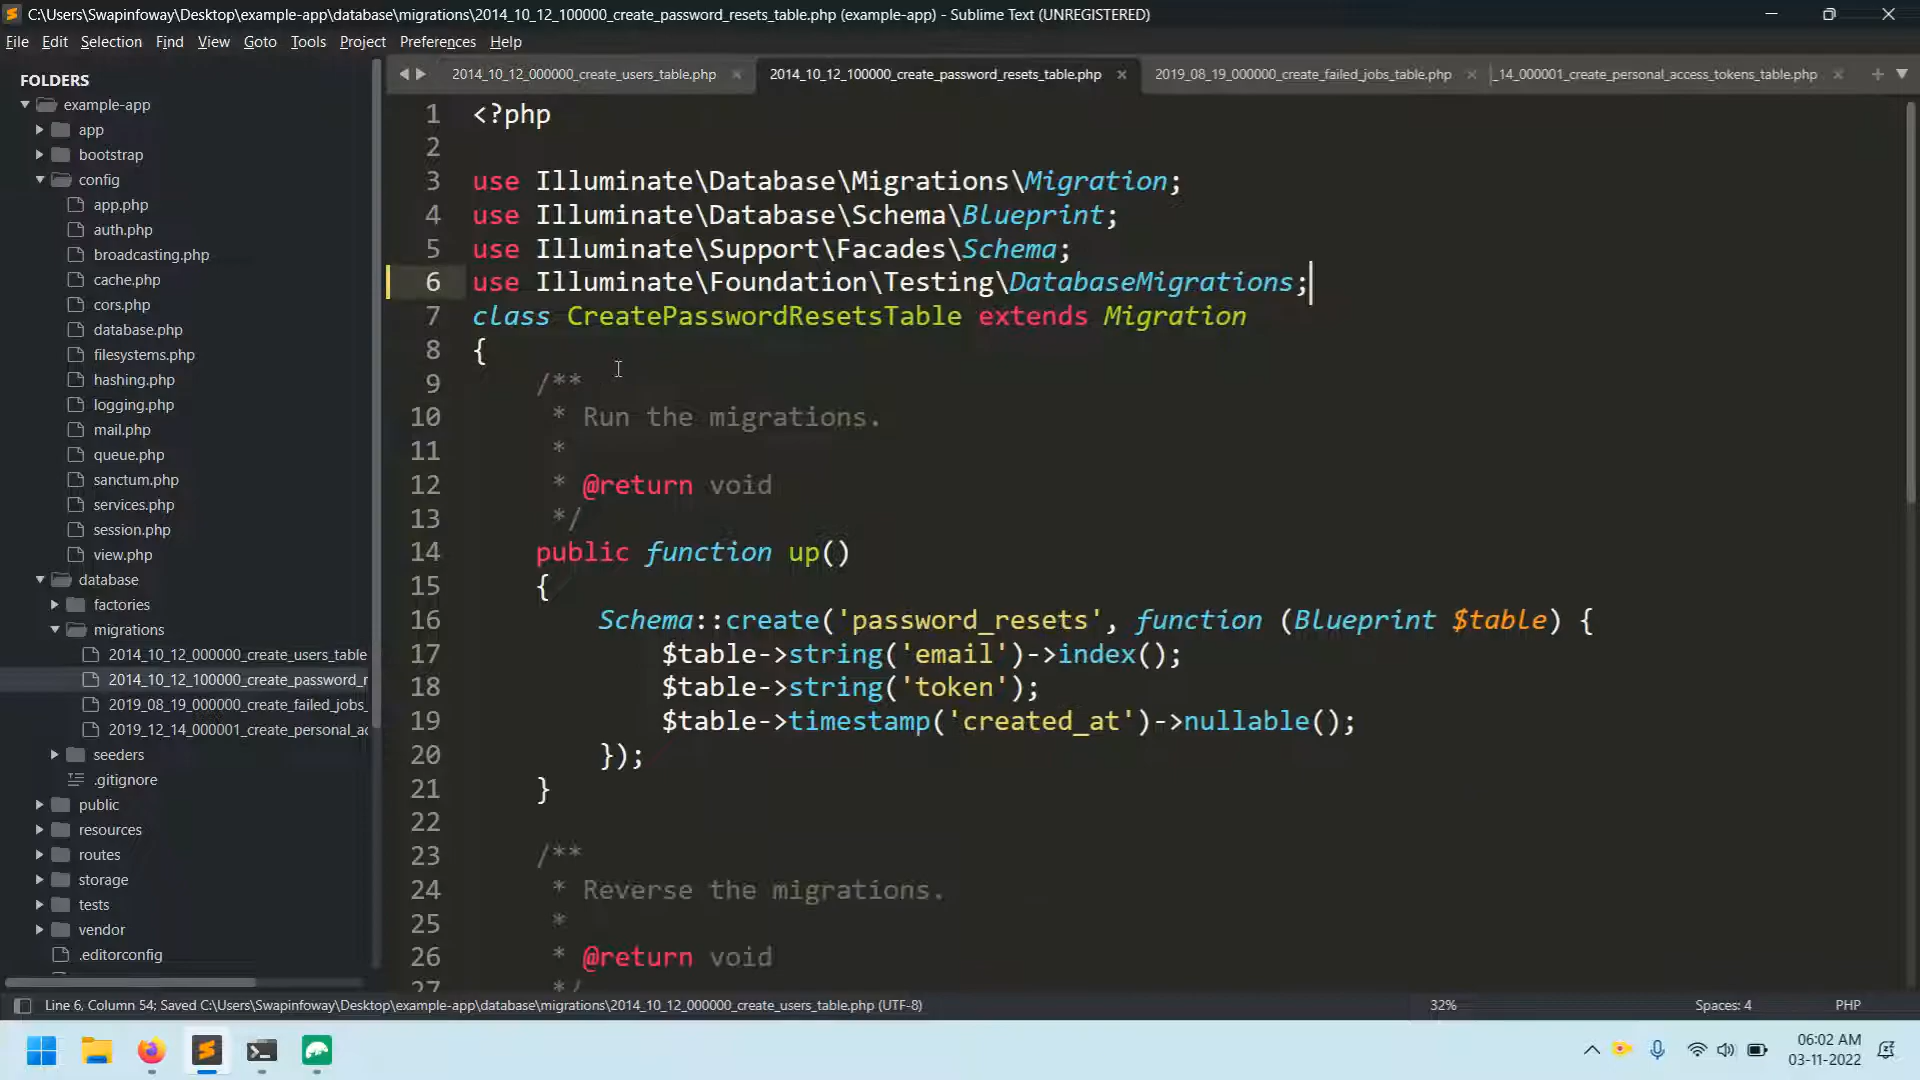 C:\Users\Swapinfoway\Desktop\example-app\database\migrations\2014_10_12_100000_create_password_resets_table.php (example-app) - Sublime Text (UNREGISTERED)
File Edit Selection Find View Goto Tools Project Preferences Help
2014_10_12_000000_create_users_table.php 2014_10_12_100000_create_password_resets_table.php 2019_08_19_000000_create_failed_jobs_table.php _14_000001_create_personal_access_tokens_table.php
FOLDERS
example-app
app
bootstrap
config
app.php
auth.php
broadcasting.php
cache.php
cors.php
database.php
filesystems.php
hashing.php
logging.php
mail.php
queue.php
sanctum.php
services.php
session.php
view.php
database
factories
migrations
2014_10_12_000000_create_users_table
2014_10_12_100000_create_password_r
2019_08_19_000000_create_failed_jobs_
2019_12_14_000001_create_personal_ac
seeders
.gitignore
public
resources
routes
storage
tests
vendor
.editorconfig
1 <?php
2
3 use Illuminate\Database\Migrations\Migration;
4 use Illuminate\Database\Schema\Blueprint;
5 use Illuminate\Support\Facades\Schema;
6 use Illuminate\Foundation\Testing\DatabaseMigrations;
7 class CreatePasswordResetsTable extends Migration
8 {
9 /**
10 * Run the migrations.
11 *
12 * @return void
13 */
14 public function up()
15 {
16 Schema::create('password_resets', function (Blueprint $table) {
17 $table->string('email')->index();
18 $table->string('token');
19 $table->timestamp('created_at')->nullable();
20 });
21 }
22
23 /**
24 * Reverse the migrations.
25 *
26 * @return void
27 */
Line 6, Column 54; Saved C:\Users\Swapinfoway\Desktop\example-app\database\migrations\2014_10_12_000000_create_users_table.php (UTF-8) 32% Spaces: 4 PHP
06:02 AM
03-11-2022